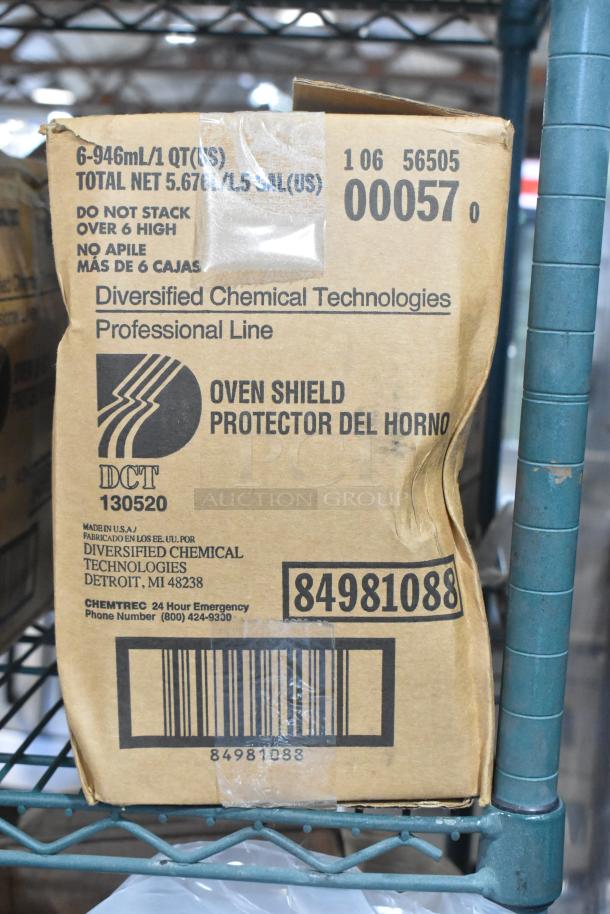 6-946mL/1 QT(US)
TOTAL NET 5.676L/1.5 GAL(US)
1 06 56505
00057 0
DO NOT STACK
OVER 6 HIGH
NO APILE
MÁS DE 6 CAJAS
Diversified Chemical Technologies
Professional Line
OVEN SHIELD
PROTECTOR DEL HORNO
DCT
130520
PCI
AUCTION GROUP
MADE IN U.S.A./
FABRICADO EN LOS EE. UU. POR
DIVERSIFIED CHEMICAL
TECHNOLOGIES
DETROIT, MI 48238
CHEMTREC 24 Hour Emergency
Phone Number (800) 424-9300
84981088
84981088